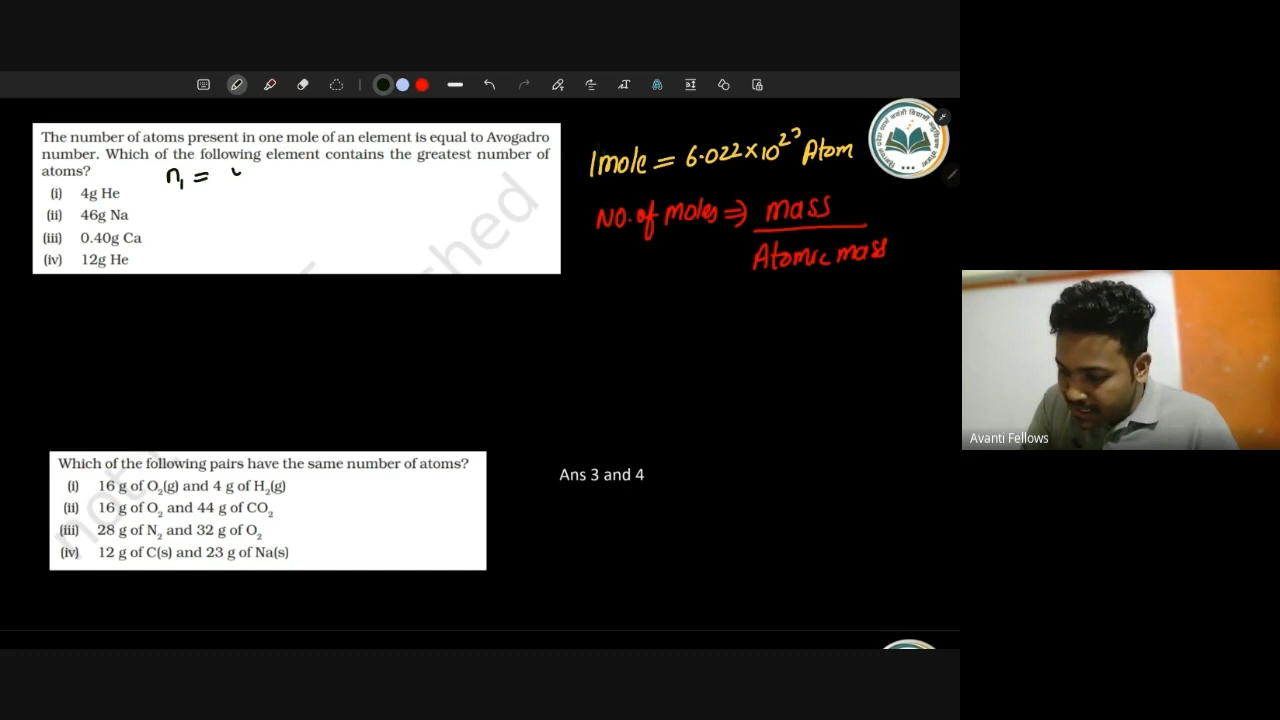 The number of atoms present in one mole of an element is equal to Avogadro
number. Which of the following element contains the greatest number of
atoms?
n₁ =
(i) 4g He
(ii) 46g Na
(iii) 0.40g Ca
(iv) 12g He
1mole = 6.022×10²³ Atom
NO. of moles ⇒ mass
Atomic mass
Which of the following pairs have the same number of atoms?
(i) 16 g of O₂(g) and 4 g of H₂(g)
(ii) 16 g of O₂ and 44 g of CO₂
(iii) 28 g of N₂ and 32 g of O₂
(iv) 12 g of C(s) and 23 g of Na(s)
Ans 3 and 4
Avanti Fellows